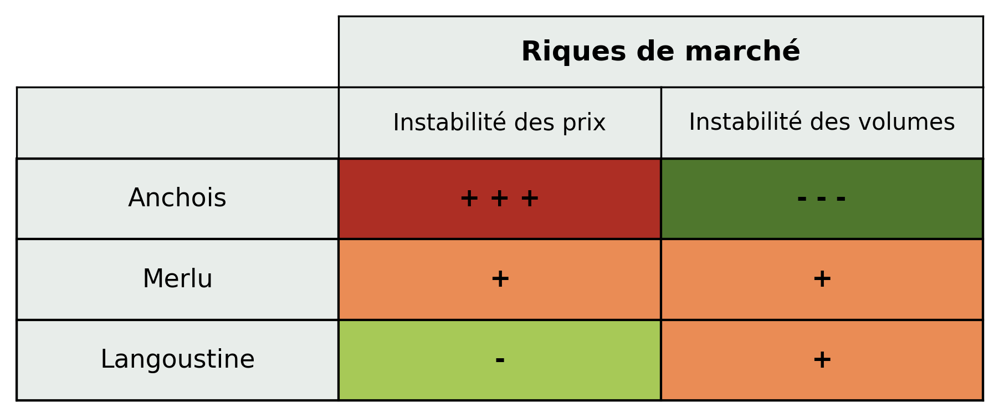 Riques de marché
Instabilité des prix Instabilité des volumes
Anchois + + + - - -
Merlu + +
Langoustine - +